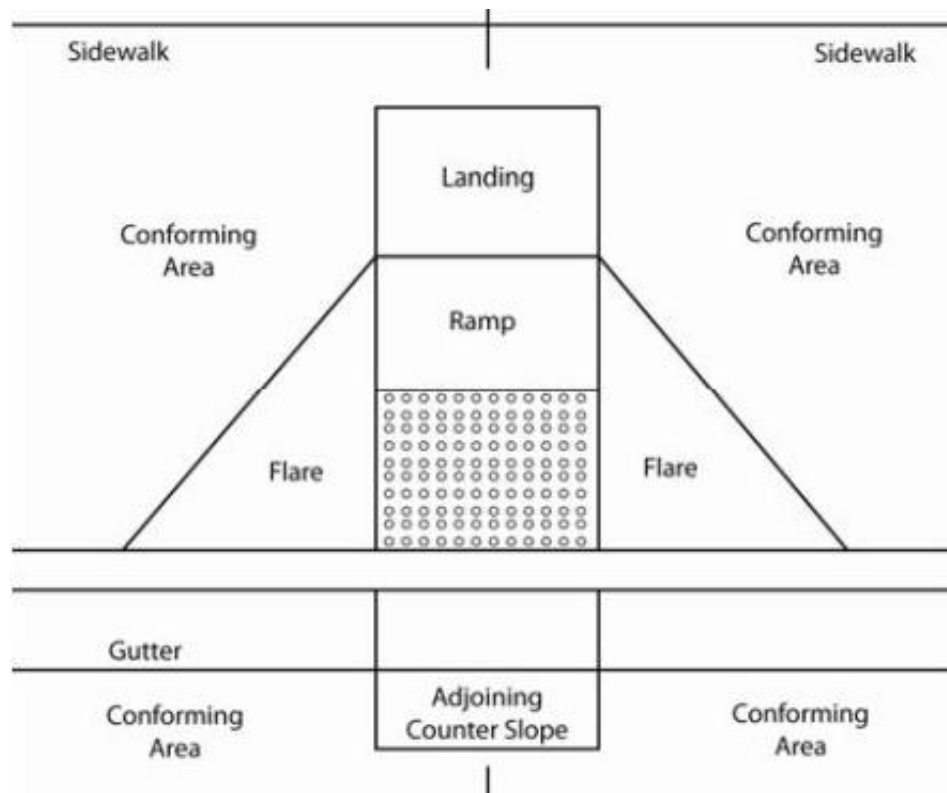 Sidewalk
Sidewalk
Landing
Conforming
Area
Conforming
Area
Ramp
Flare
Flare
Gutter
Conforming
Area
Adjoining
Counter Slope
Conforming
Area